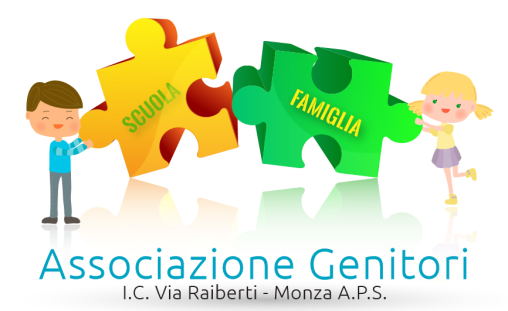 SCUOLA
FAMIGLIA
Associazione Genitori
I.C. Via Raiberti - Monza A.P.S.